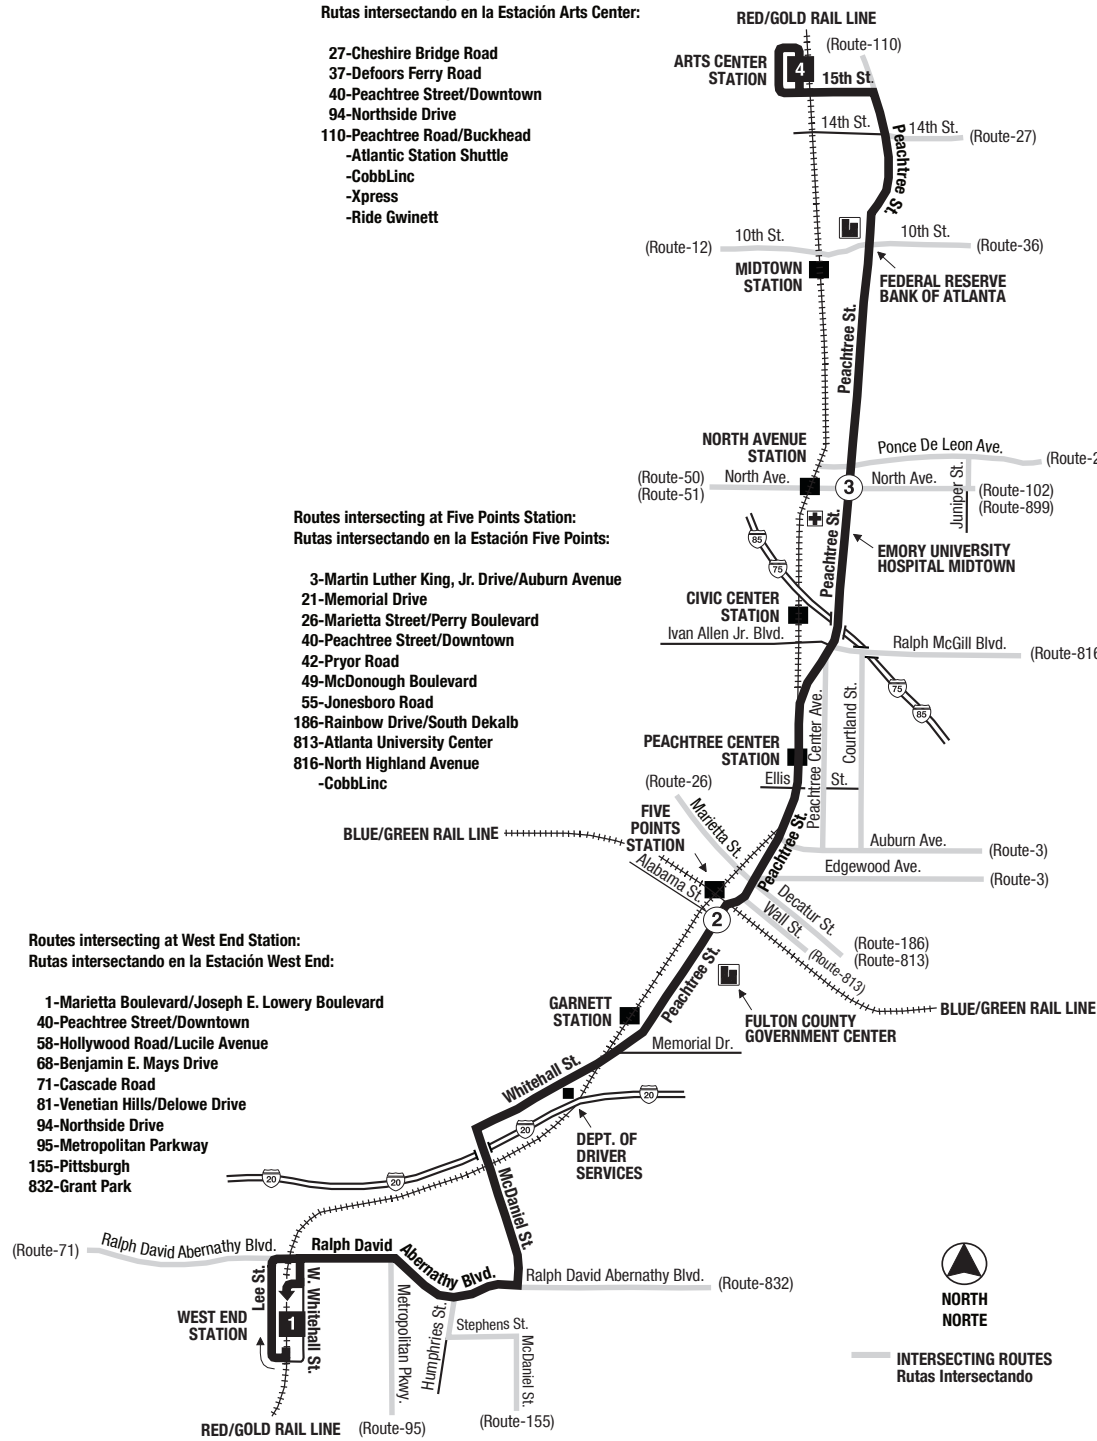 Rutas intersectando en la Estación Arts Center:
27-Cheshire Bridge Road
37-Defoors Ferry Road
40-Peachtree Street/Downtown
94-Northside Drive
110-Peachtree Road/Buckhead
-Atlantic Station Shuttle
-CobbLinc
-Xpress
-Ride Gwinett
RED/GOLD RAIL LINE
(Route-110)
ARTS CENTER
STATION
4
15th St.
14th St.
14th St.
(Route-27)
Peachtree St.
(Route-12)
10th St.
10th St.
(Route-36)
MIDTOWN
STATION
FEDERAL RESERVE
BANK OF ATLANTA
Peachtree St.
NORTH AVENUE
STATION
Ponce De Leon Ave.
(Route-2
(Route-50)
(Route-51)
North Ave.
3
North Ave.
Juniper St.
(Route-102)
(Route-899)
Peachtree St.
EMORY UNIVERSITY
HOSPITAL MIDTOWN
85
75
CIVIC CENTER
STATION
Ivan Allen Jr. Blvd.
Ralph McGill Blvd.
(Route-816
75
85
Peachtree Center Ave.
Courtland St.
PEACHTREE CENTER
STATION
Ellis St.
(Route-26)
Marietta St.
FIVE
POINTS
STATION
BLUE/GREEN RAIL LINE
Alabama St.
Peachtree St.
Auburn Ave.
(Route-3)
Edgewood Ave.
(Route-3)
Decatur St.
Wall St.
2
(Route-186)
(Route-813)
(Route-813)
Peachtree St.
BLUE/GREEN RAIL LINE
GARNETT
STATION
FULTON COUNTY
GOVERNMENT CENTER
Memorial Dr.
Whitehall St.
20
20
DEPT. OF
DRIVER
SERVICES
20
20
McDaniel St.
Routes intersecting at Five Points Station:
Rutas intersectando en la Estación Five Points:
3-Martin Luther King, Jr. Drive/Auburn Avenue
21-Memorial Drive
26-Marietta Street/Perry Boulevard
40-Peachtree Street/Downtown
42-Pryor Road
49-McDonough Boulevard
55-Jonesboro Road
186-Rainbow Drive/South Dekalb
813-Atlanta University Center
816-North Highland Avenue
-CobbLinc
Routes intersecting at West End Station:
Rutas intersectando en la Estación West End:
1-Marietta Boulevard/Joseph E. Lowery Boulevard
40-Peachtree Street/Downtown
58-Hollywood Road/Lucile Avenue
68-Benjamin E. Mays Drive
71-Cascade Road
81-Venetian Hills/Delowe Drive
94-Northside Drive
95-Metropolitan Parkway
155-Pittsburgh
832-Grant Park
(Route-71)
Ralph David Abernathy Blvd.
Ralph David Abernathy Blvd.
Ralph David Abernathy Blvd.
(Route-832)
Lee St.
W. Whitehall St.
WEST END
STATION
1
Metropolitan Pkwy.
Humphries St.
Stephens St.
McDaniel St.
RED/GOLD RAIL LINE
(Route-95)
(Route-155)
NORTH
NORTE
INTERSECTING ROUTES
Rutas Intersectando